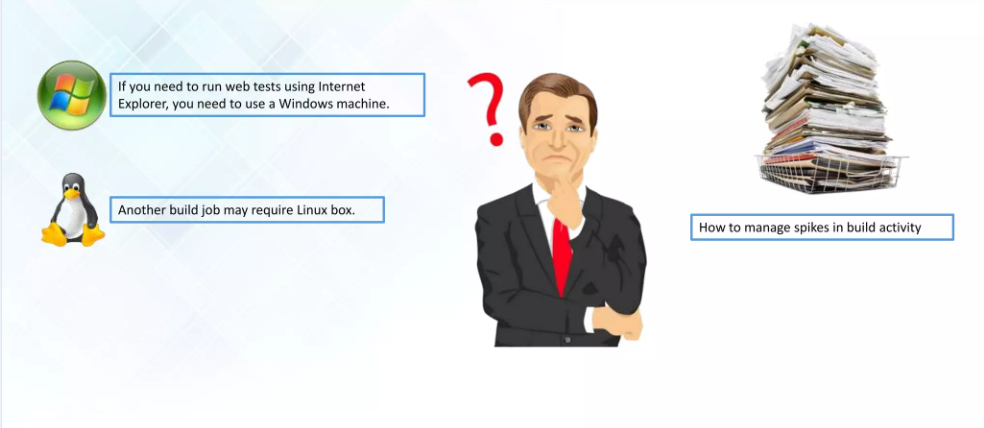 If you need to run web tests using Internet
Explorer, you need to use a Windows machine.
Another build job may require Linux box.
?
How to manage spikes in build activity